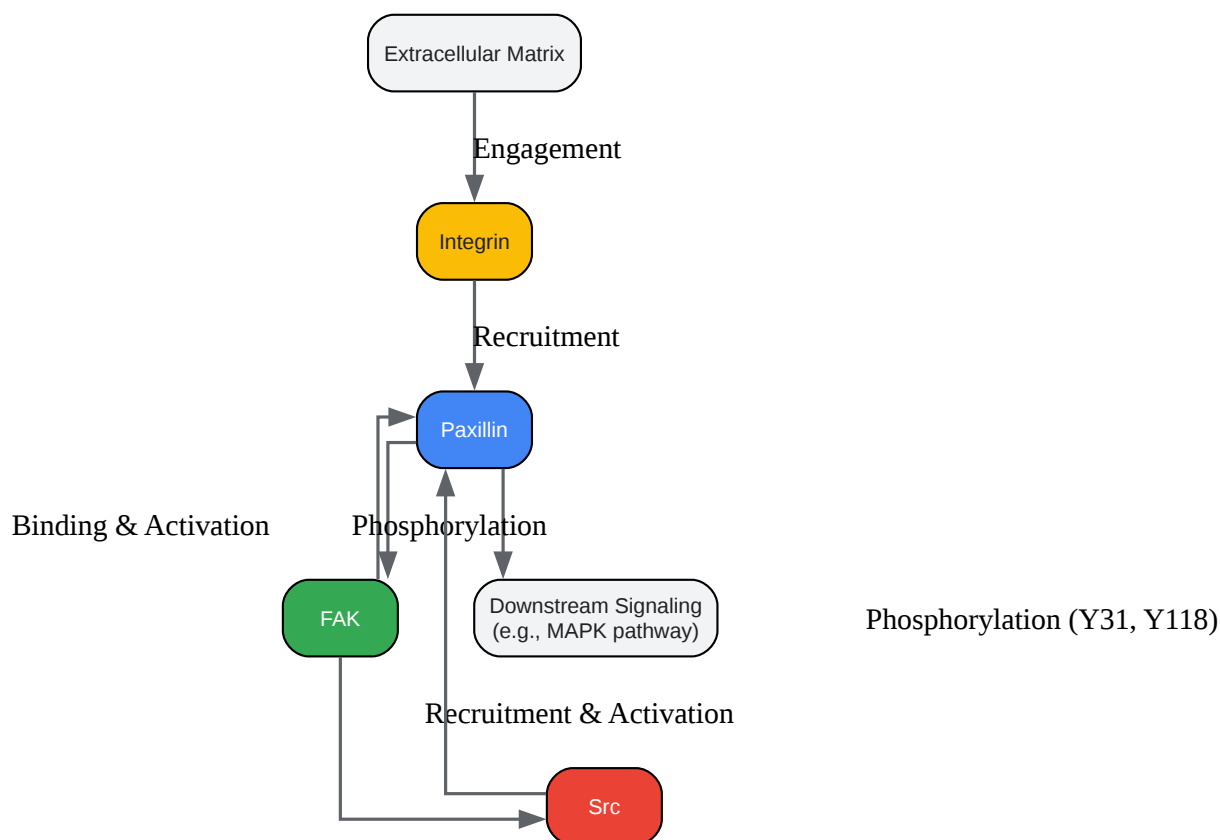 Extracellular Matrix
Engagement
Integrin
Recruitment
Paxillin
Binding & Activation
Phosphorylation
FAK
Downstream Signaling
(e.g., MAPK pathway)
Phosphorylation (Y31, Y118)
Recruitment & Activation
Src